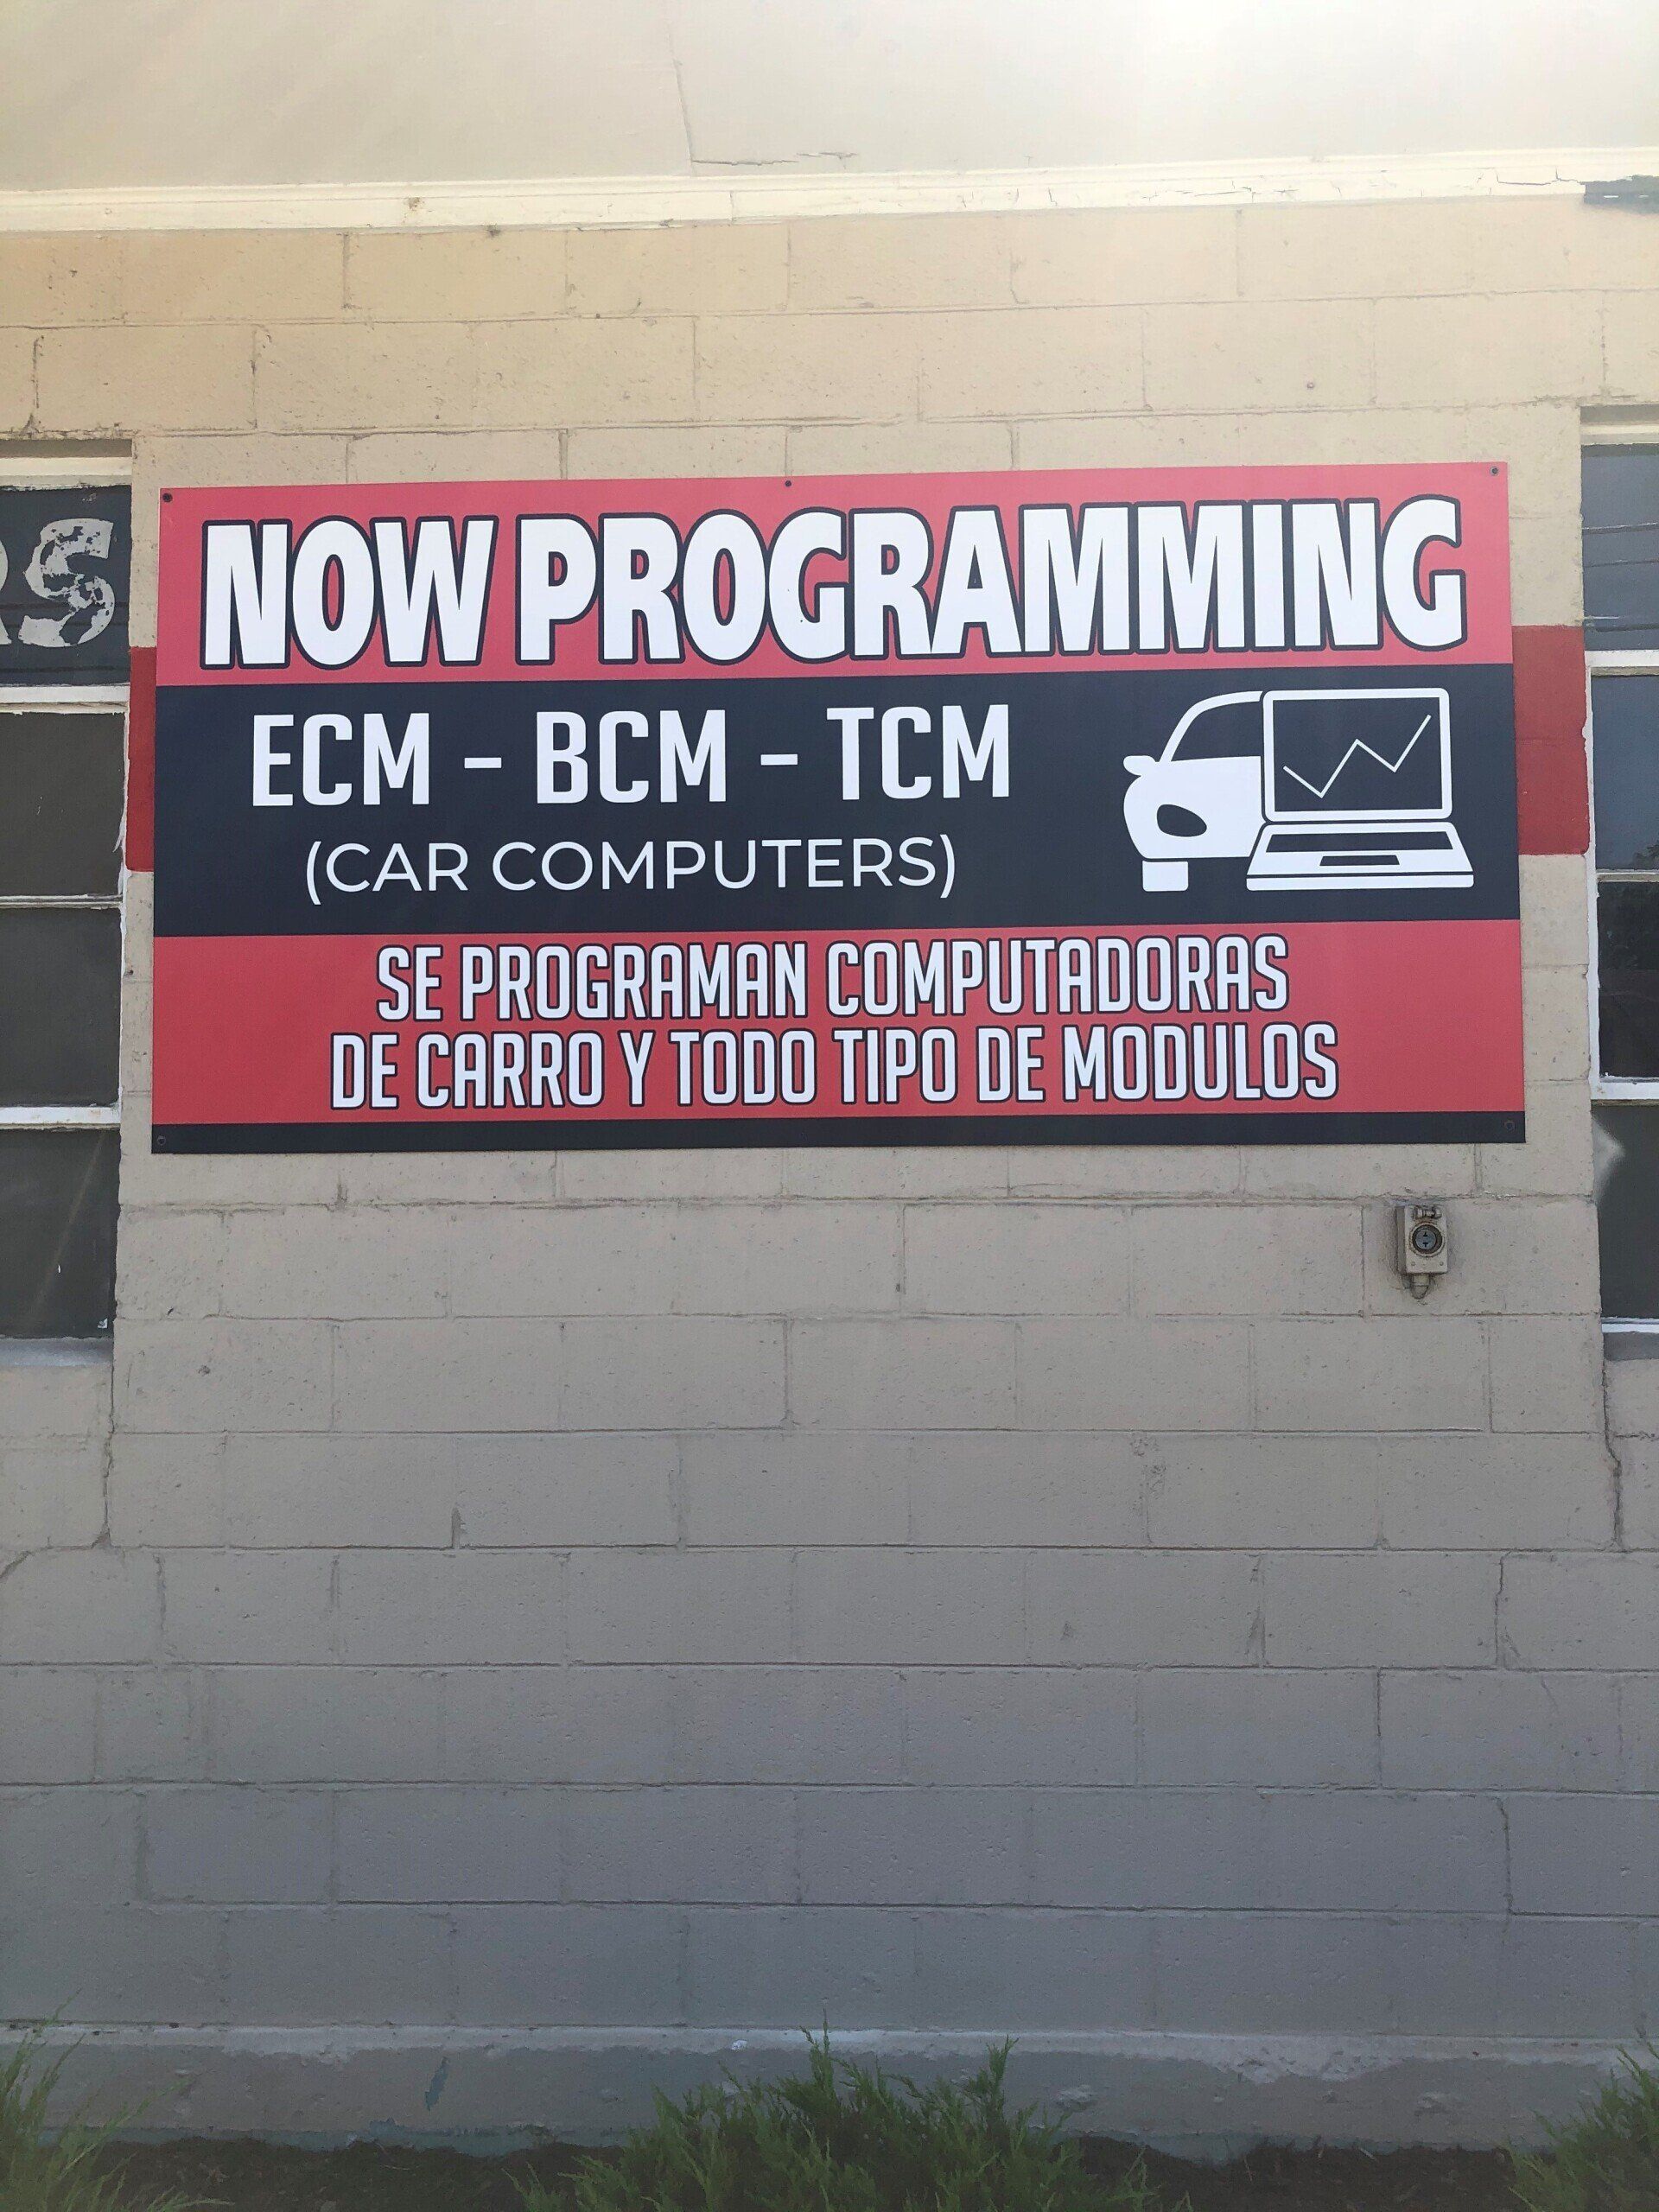 NOW PROGRAMMING
ECM - BCM - TCM
(CAR COMPUTERS)
SE PROGRAMAN COMPUTADORAS
DE CARRO Y TODO TIPO DE MODULOS